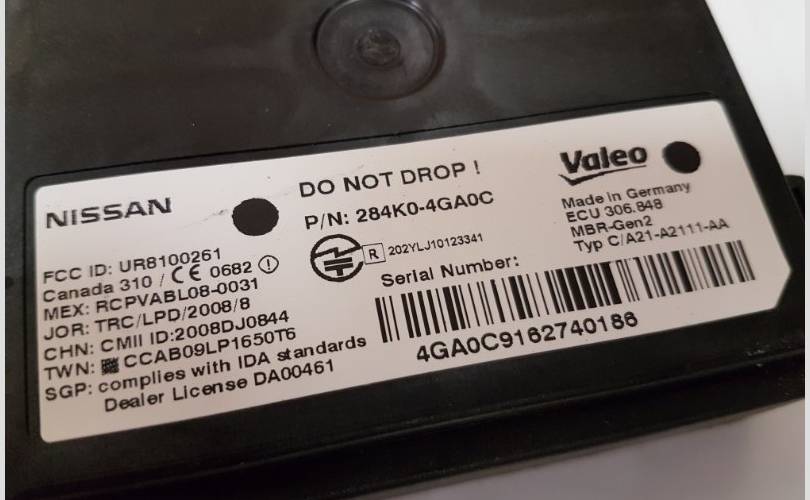 NISSAN
FCC ID: UR8100261
Canada 310 / CE 0682
MEX: RCPVABL08-0031
JOR: TRC/LPD/2008/8
CHN: CMII ID:2008DJ0844
TWN: CCAB09LP1650T6
SGP: complies with IDA standards
Dealer License DA00461
DO NOT DROP !
P/N: 284K0-4GA0C
R 202YLJ10123341
Serial Number:
4GA0C9162740186
Valeo
Made in Germany
ECU 306.848
MBR-Gen2
Typ C/A21-A2111-AA